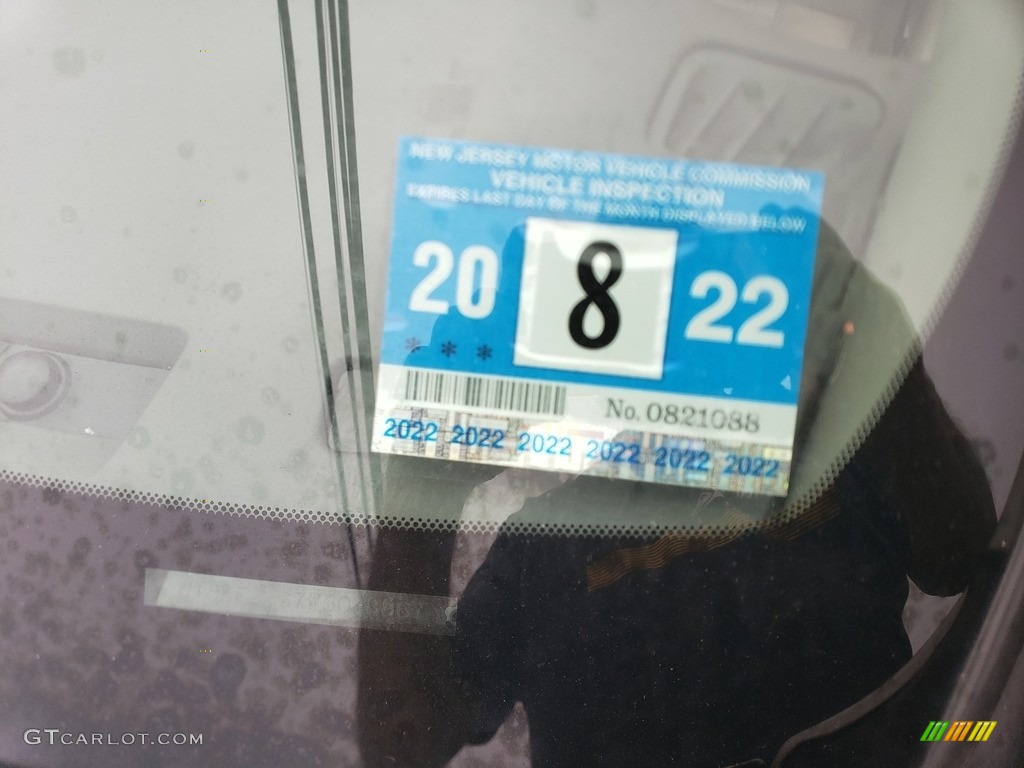 NEW JERSEY MOTOR VEHICLE COMMISSION
VEHICLE INSPECTION
EXPIRES LAST DAY OF THE MONTH DISPLAYED BELOW
20 8 22
* * *
No. 0821088
2022 2022 2022 2022 2022 2022
GTCARLOT.COM